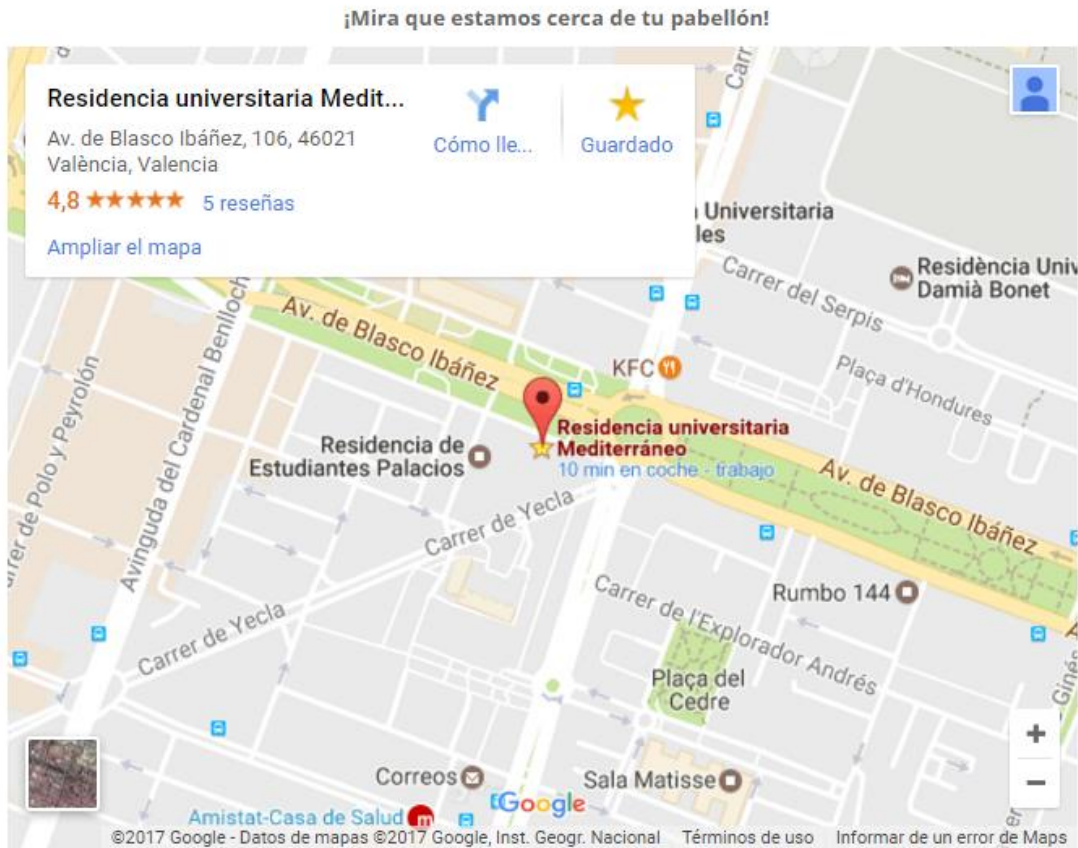 ¡Mira que estamos cerca de tu pabellón!
Residencia universitaria Medit...
Av. de Blasco Ibáñez, 106, 46021
València, Valencia
4,8
5 reseñas
Ampliar el mapa
Cómo lle...
Guardado
Universitaria
les
Carrer del Serpis
Residència Univ
Damià Bonet
Plaça d'Hondures
Avinguda del Cardenal Benlloch
Av. de Blasco Ibáñez
KFC
Residencia universitaria
Mediterráneo
10 min en coche - trabajo
Residencia de
Estudiantes Palacios
Av. de Blasco Ibáñez
Carrer de Yecla
rrer de Polo y Peyrolón
Rumbo 144
Carrer de l'Explorador Andrés
Carrer de Yecla
Plaça del
Cedre
Ginés
Correos
Sala Matisse
Google
Amistat-Casa de Salud
m
©2017 Google - Datos de mapas ©2017 Google, Inst. Geogr. Nacional
Términos de uso
Informar de un error de Maps